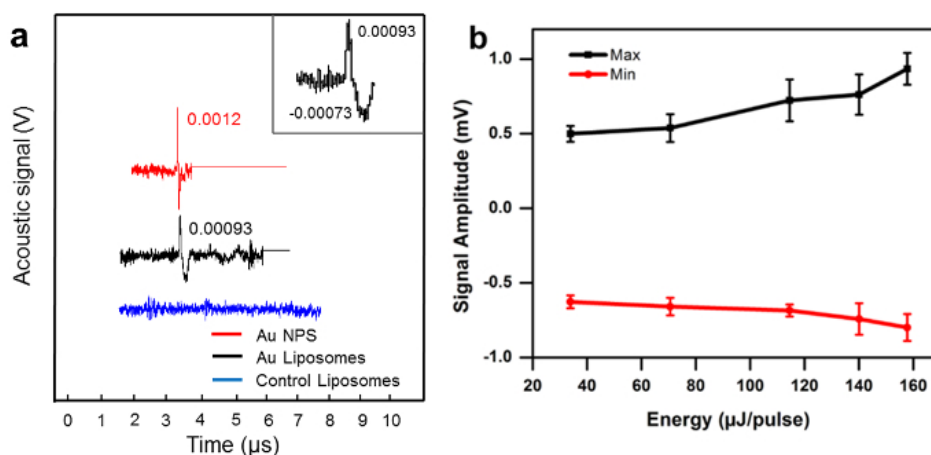 a
Acoustic signal (V)
0.00093
-0.00073
0.0012
0.00093
Au NPS
Au Liposomes
Control Liposomes
0 1 2 3 4 5 6 7 8 9 10
Time (µs)
b
Max
Min
Signal Amplitude (mV)
1.0
0.5
0.0
-0.5
-1.0
20 40 60 80 100 120 140 160
Energy (µJ/pulse)